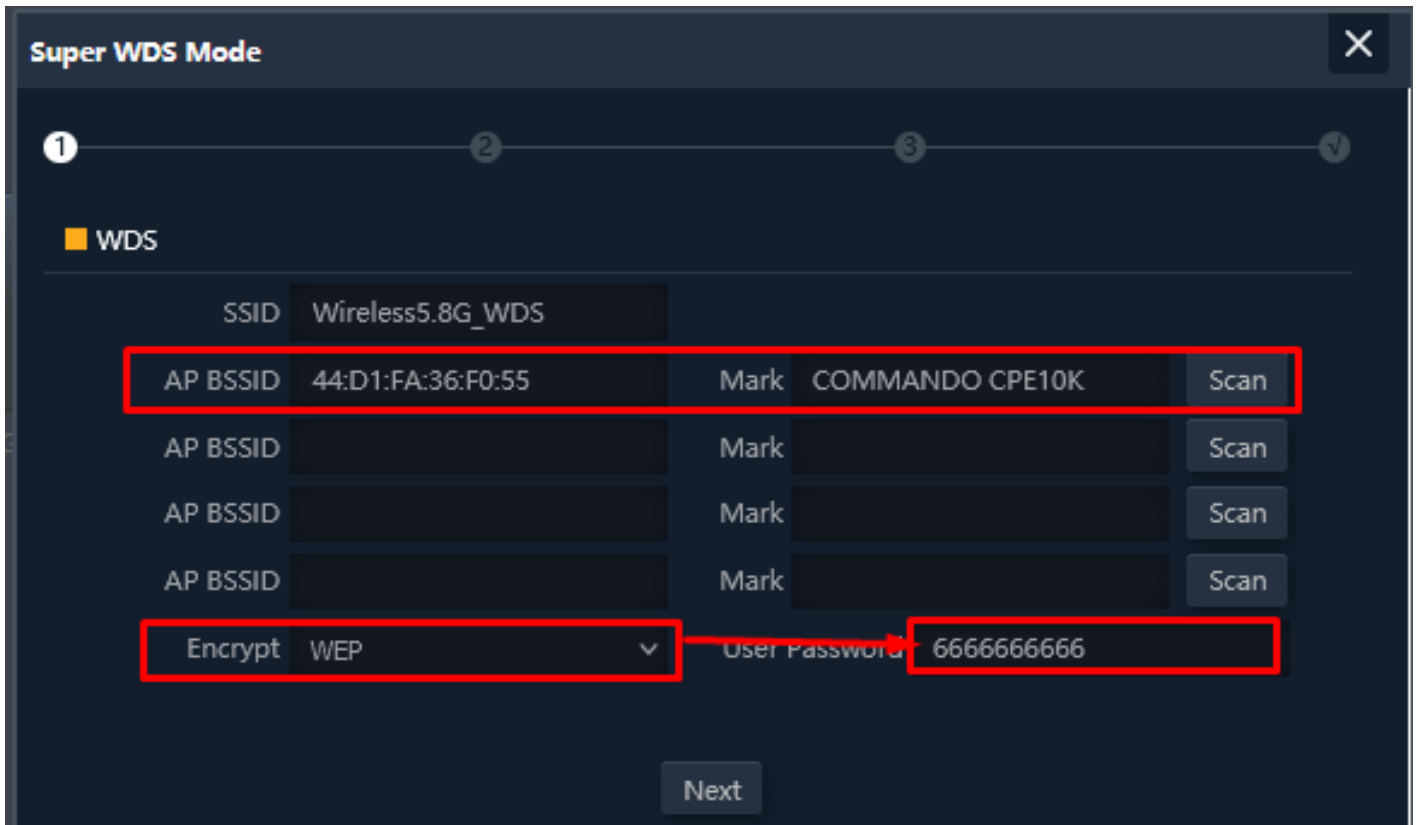 Super WDS Mode
1 2 3 √
WDS
SSID Wireless5.8G_WDS
AP BSSID 44:D1:FA:36:F0:55 Mark COMMANDO CPE10K Scan
AP BSSID Mark Scan
AP BSSID Mark Scan
AP BSSID Mark Scan
Encrypt WEP User Password 6666666666
Next